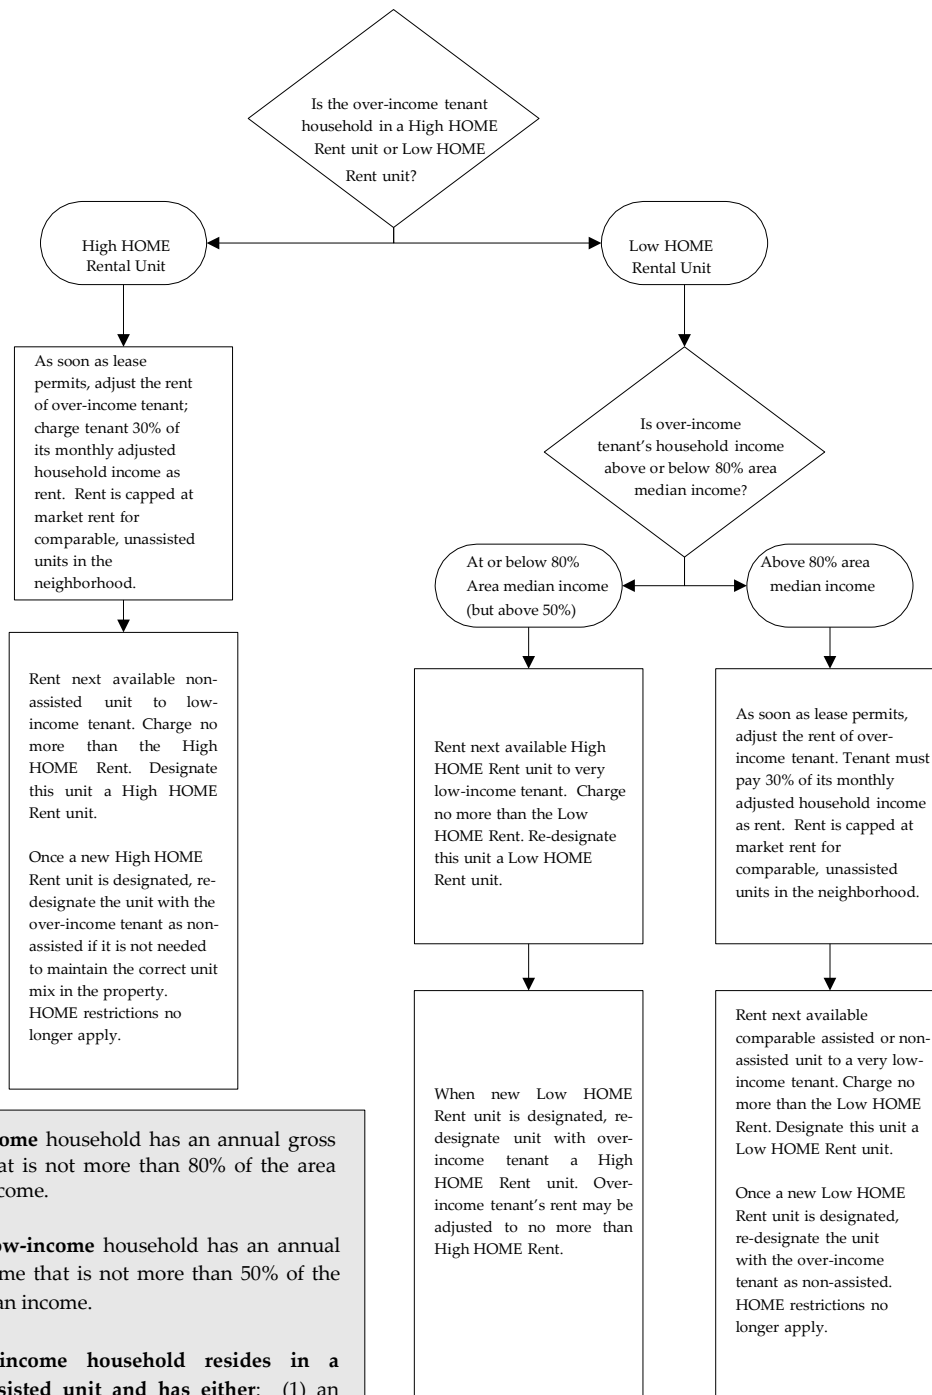 Is the over-income tenant
household in a High HOME
Rent unit or Low HOME
Rent unit?
High HOME
Rental Unit
Low HOME
Rental Unit
As soon as lease
permits, adjust the rent
of over-income tenant;
charge tenant 30% of
its monthly adjusted
household income as
rent. Rent is capped at
market rent for
comparable, unassisted
units in the
neighborhood.
Is over-income
tenant's household income
above or below 80% area
median income?
At or below 80%
Area median income
(but above 50%)
Above 80% area
median income
Rent next available non-
assisted unit to low-
income tenant. Charge no
more than the High
HOME Rent. Designate
this unit a High HOME
Rent unit.
Once a new High HOME
Rent unit is designated, re-
designate the unit with the
over-income tenant as non-
assisted if it is not needed
to maintain the correct unit
mix in the property.
HOME restrictions no
longer apply.
Rent next available High
HOME Rent unit to very
low-income tenant. Charge
no more than the Low
HOME Rent. Re-designate
this unit a Low HOME
Rent unit.
As soon as lease permits,
adjust the rent of over-
income tenant. Tenant must
pay 30% of its monthly
adjusted household income
as rent. Rent is capped at
market rent for
comparable, unassisted
units in the neighborhood.
When new Low HOME
Rent unit is designated, re-
designate unit with over-
income tenant a High
HOME Rent unit. Over-
income tenant's rent may be
adjusted to no more than
High HOME Rent.
Rent next available
comparable assisted or non-
assisted unit to a very low-
income tenant. Charge no
more than the Low HOME
Rent. Designate this unit a
Low HOME Rent unit.
Once a new Low HOME
Rent unit is designated,
re-designate the unit
with the over-income
tenant as non-assisted.
HOME restrictions no
longer apply.
household has an annual gross
is not more than 80% of the area
household has an annual
that is not more than 50% of the
income.
income household resides in a
unit and has either: (1) an